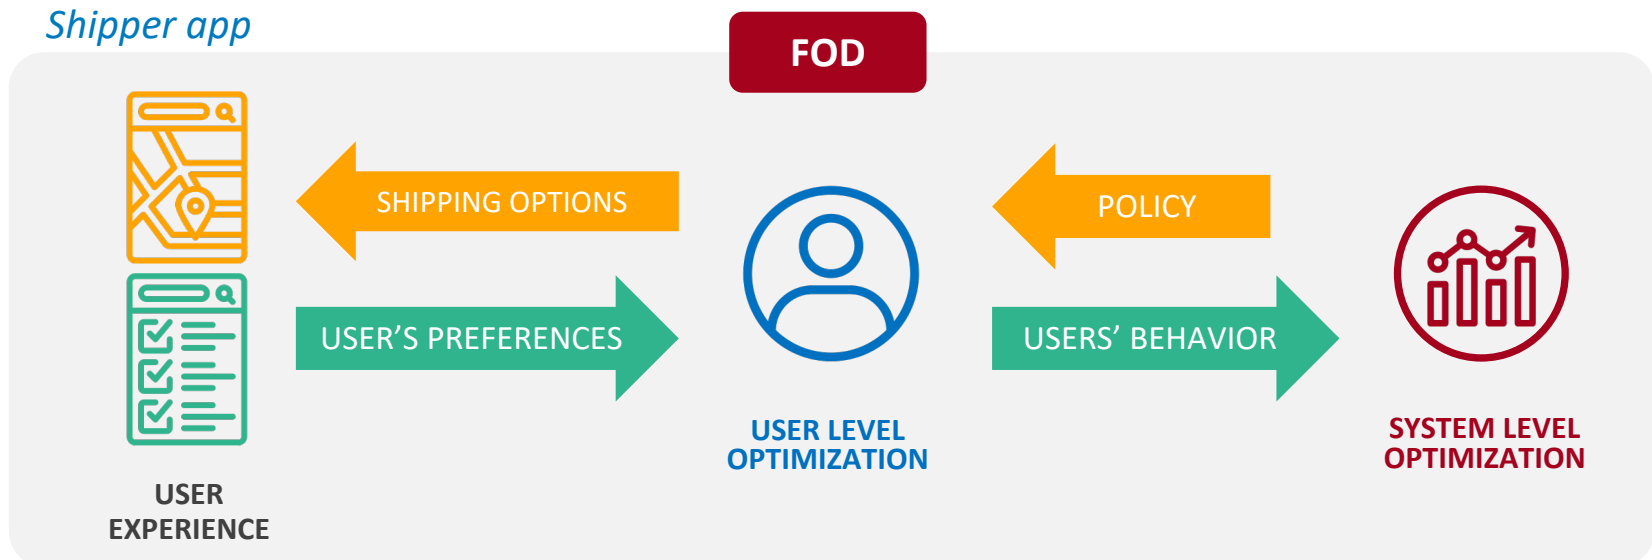 Shipper app
FOD
SHIPPING OPTIONS
POLICY
USER'S PREFERENCES
USERS' BEHAVIOR
USER LEVEL
OPTIMIZATION
SYSTEM LEVEL
OPTIMIZATION
USER
EXPERIENCE